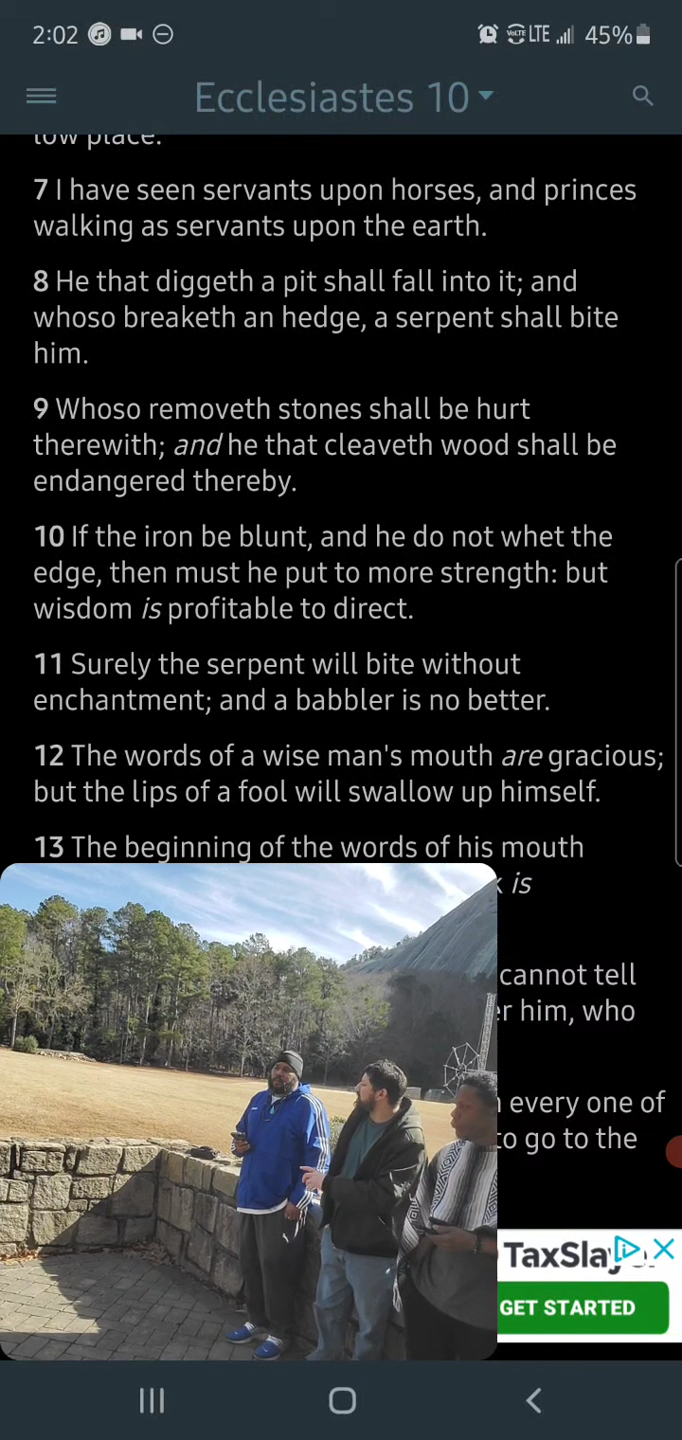 2:02 VoLTE LTE 45%
Ecclesiastes 10
low place.
7 I have seen servants upon horses, and princes
walking as servants upon the earth.
8 He that diggeth a pit shall fall into it; and
whoso breaketh an hedge, a serpent shall bite
him.
9 Whoso removeth stones shall be hurt
therewith; and he that cleaveth wood shall be
endangered thereby.
10 If the iron be blunt, and he do not whet the
edge, then must he put to more strength: but
wisdom is profitable to direct.
11 Surely the serpent will bite without
enchantment; and a babbler is no better.
12 The words of a wise man's mouth are gracious;
but the lips of a fool will swallow up himself.
13 The beginning of the words of his mouth
is
cannot tell
him, who
every one of
to go to the
GET STARTED